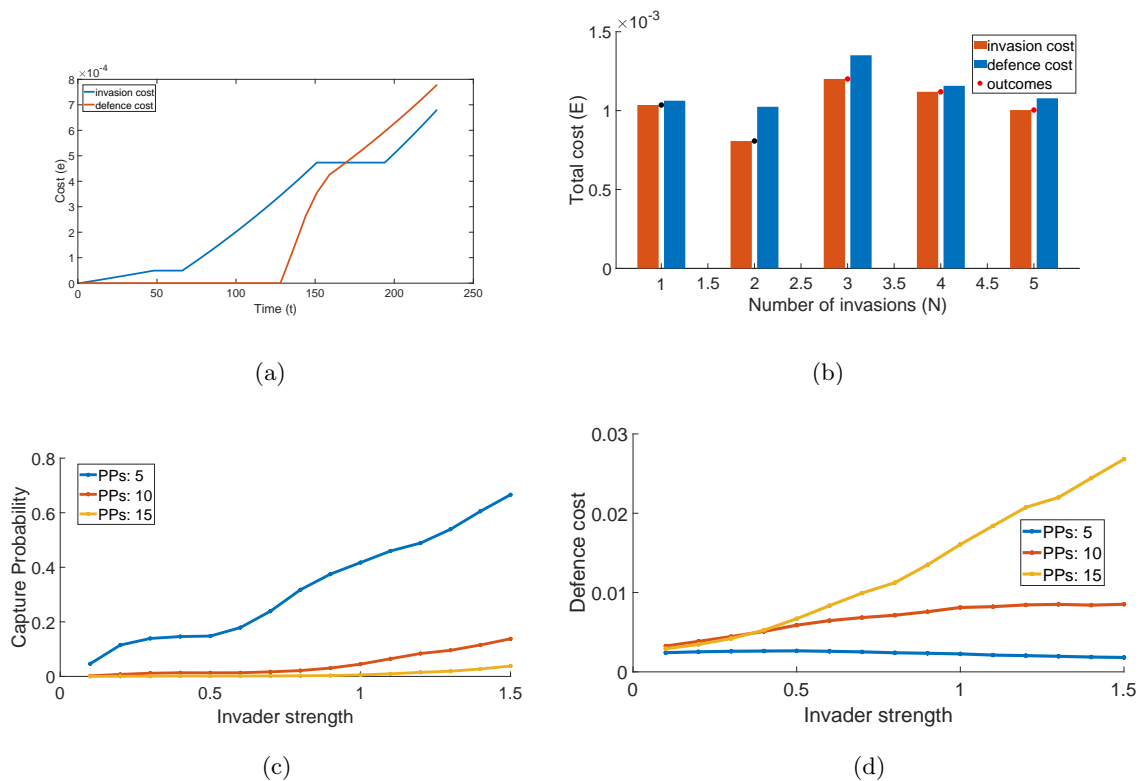 ×10⁻⁴
8
7
6
5
4
3
2
1
0
Cost (e)
invasion cost
defence cost
0 50 100 150 200 250
Time (t)
(a)
×10⁻³
1.5
1
0.5
0
Total cost (E)
invasion cost
defence cost
outcomes
1 1.5 2 2.5 3 3.5 4 4.5 5
Number of invasions (N)
(b)
0.8
0.6
0.4
0.2
0
Capture Probability
PPs: 5
PPs: 10
PPs: 15
0 0.5 1 1.5
Invader strength
(c)
0.03
0.02
0.01
0
Defence cost
PPs: 5
PPs: 10
PPs: 15
0 0.5 1 1.5
Invader strength
(d)